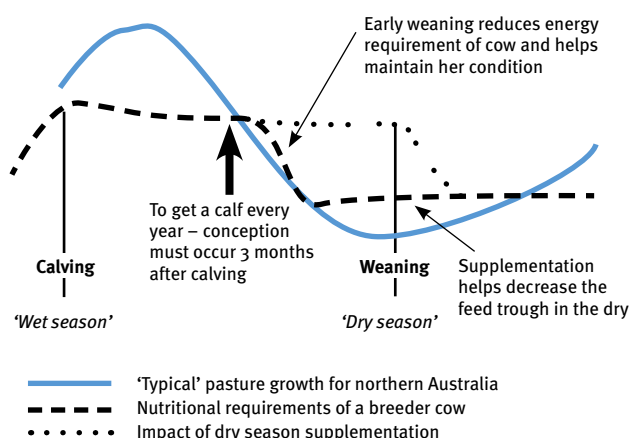 Early weaning reduces energy
requirement of cow and helps
maintain her condition
To get a calf every
year – conception
must occur 3 months
after calving
Calving
Weaning
Supplementation
helps decrease the
feed trough in the dry
‘Wet season’
‘Dry season’
‘Typical’ pasture growth for northern Australia
Nutritional requirements of a breeder cow
Impact of dry season supplementation